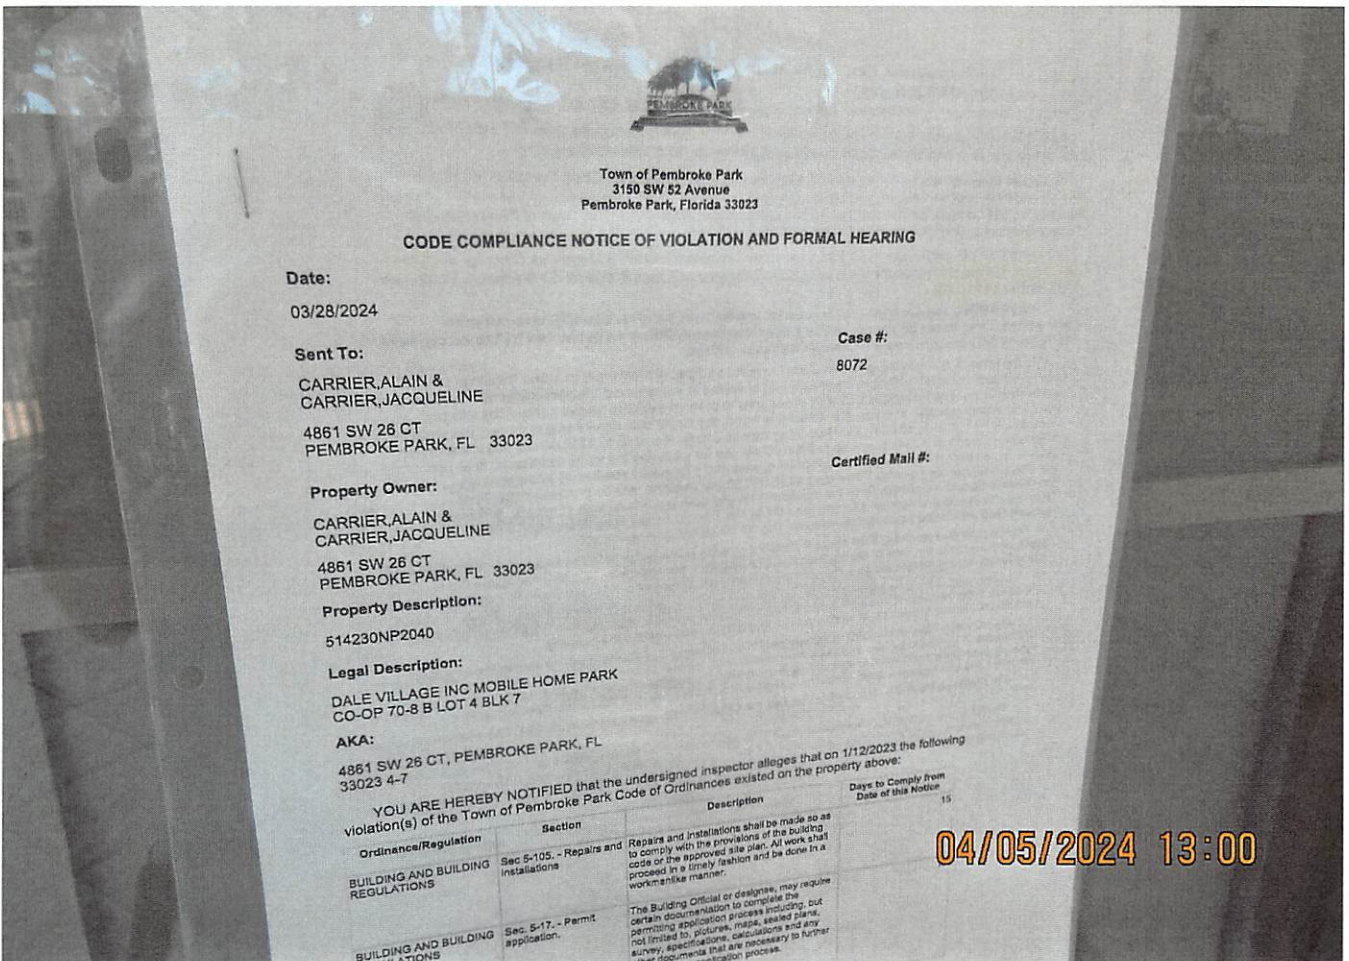 PEMBROKE PARK
Town of Pembroke Park
3150 SW 52 Avenue
Pembroke Park, Florida 33023
CODE COMPLIANCE NOTICE OF VIOLATION AND FORMAL HEARING
Date:
03/28/2024
Sent To:
CARRIER,ALAIN &
CARRIER,JACQUELINE
4861 SW 26 CT
PEMBROKE PARK, FL 33023
Case #:
8072
Certified Mail #:
Property Owner:
CARRIER,ALAIN &
CARRIER,JACQUELINE
4861 SW 26 CT
PEMBROKE PARK, FL 33023
Property Description:
514230NP2040
Legal Description:
DALE VILLAGE INC MOBILE HOME PARK
CO-OP 70-8 B LOT 4 BLK 7
AKA:
4861 SW 26 CT, PEMBROKE PARK, FL
33023 4-7
YOU ARE HEREBY NOTIFIED that the undersigned inspector alleges that on 1/12/2023 the following
violation(s) of the Town of Pembroke Park Code of Ordinances existed on the property above:
Ordinance/Regulation
Section
Description
Days to Comply from
Date of this Notice
BUILDING AND BUILDING
REGULATIONS
Sec 5-105. - Repairs and
Installations
Repairs and Installations shall be made so as
to comply with the provisions of the building
code or the approved site plan. All work shall
proceed in a timely fashion and be done in a
workmanlike manner.
15
BUILDING AND BUILDING
Sec. 5-17. - Permit
application.
The Building Official or designee, may require
certain documentation to complete the
permitting application process including, but
not limited to, pictures, maps, sealed plans,
survey, specifications, calculations and any
documents that are necessary to further
process.
04/05/2024 13:00